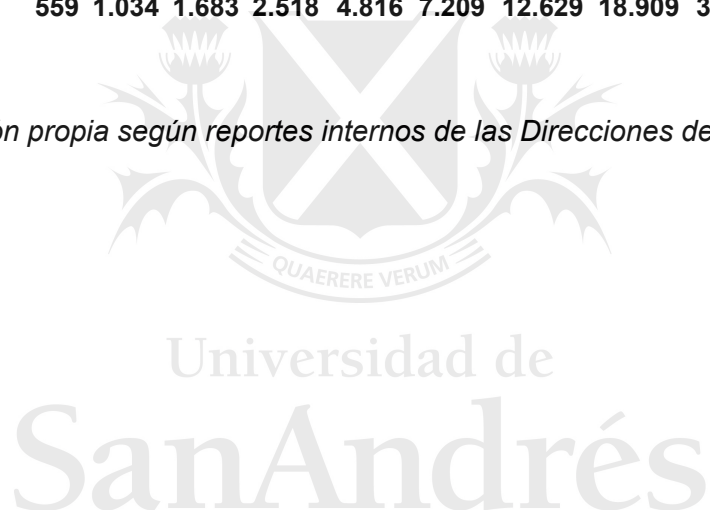 559 1.034 1.683 2.518 4.816 7.209 12.629 18.909 3
ón propia según reportes internos de las Direcciones de
QUAERERE VERUM
Universidad de
SanAndrés